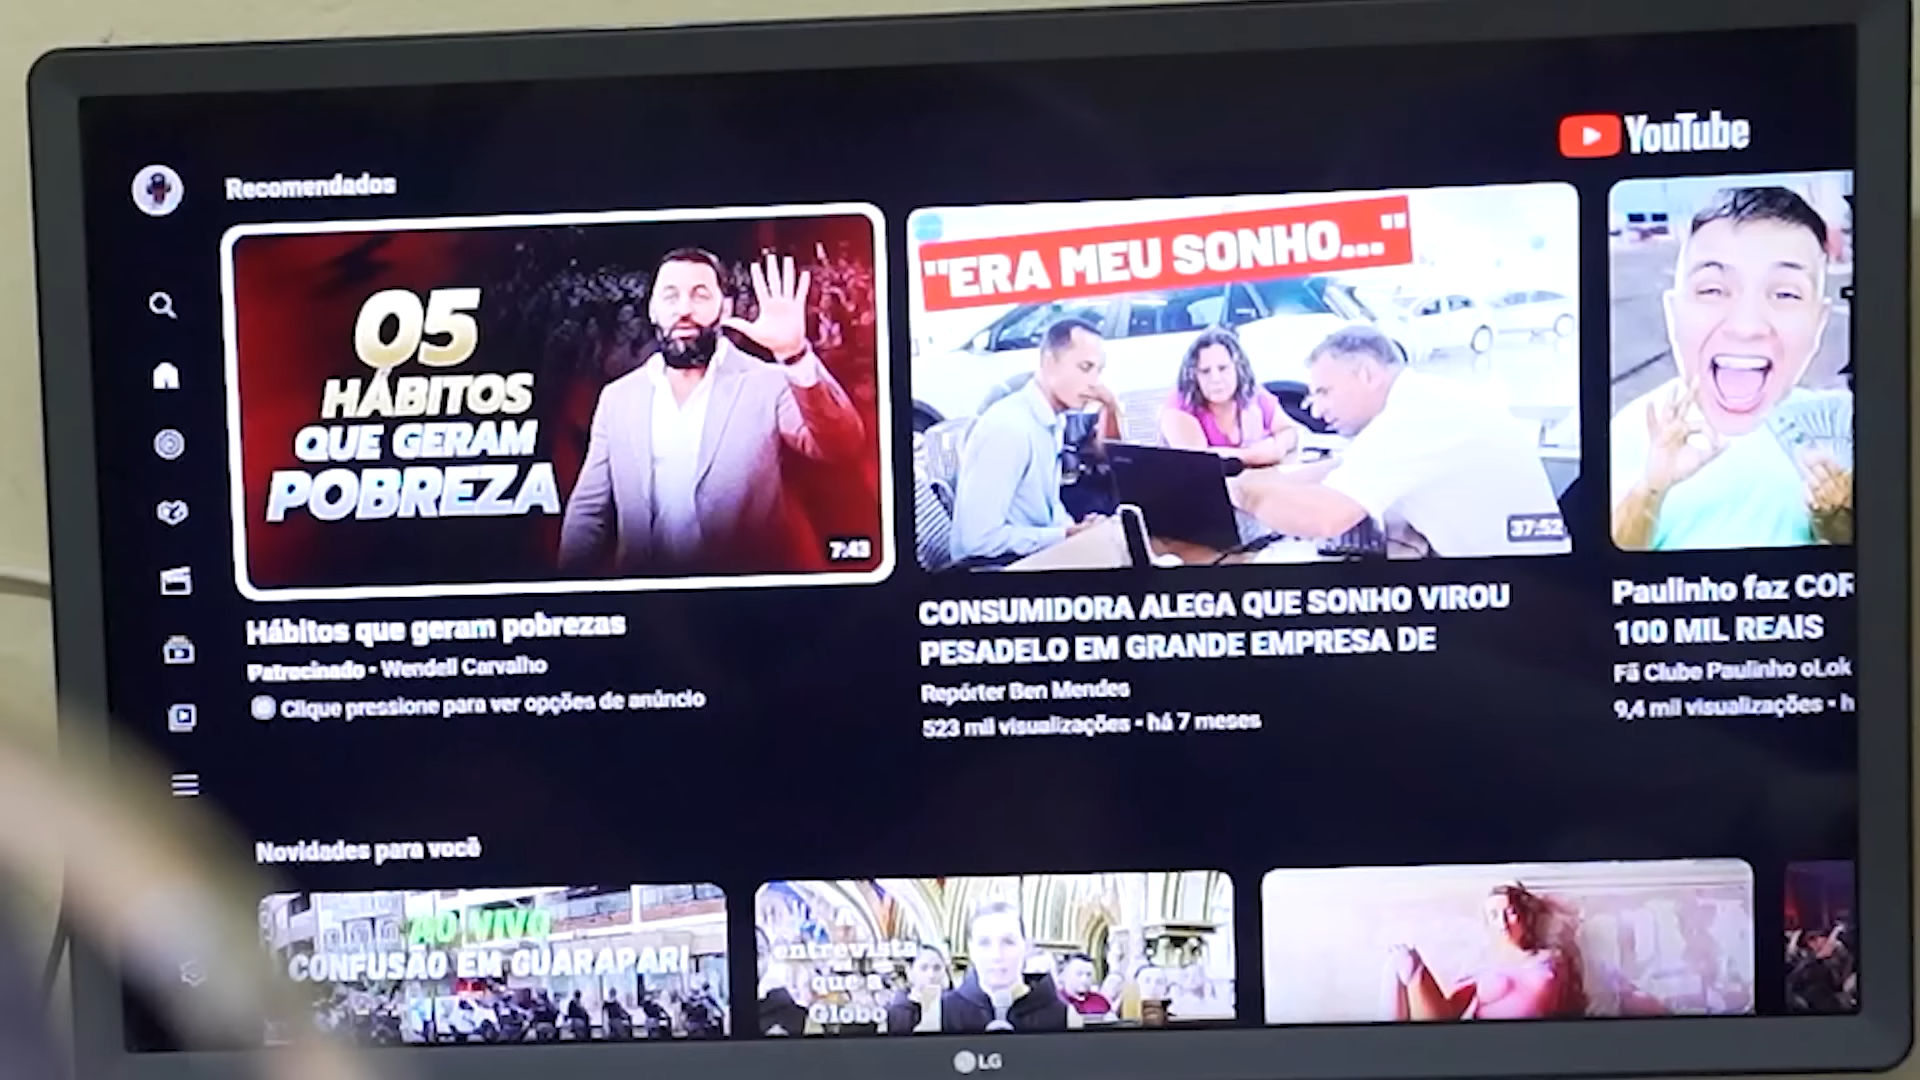 YouTube
Recomendados
05
HÁBITOS
QUE GERAM
POBREZA
7:43
Hábitos que geram pobrezas
Patrocinado • Wendell Carvalho
Clique pressione para ver opções de anúncio
"ERA MEU SONHO..."
37:52
CONSUMIDORA ALEGA QUE SONHO VIROU
PESADELO EM GRANDE EMPRESA DE
Repórter Ben Mendes
523 mil visualizações • há 7 meses
Paulinho faz COR
100 MIL REAIS
Fã Clube Paulinho oLok
9,4 mil visualizações • h
Novidades para você
AO VIVO
CONFUSÃO EM GUARAPARI
entrevista
que a
Globo
LG